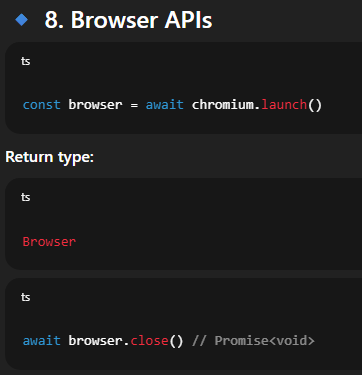 8. Browser APIs
ts
const browser = await chromium.launch()
Return type:
ts
Browser
ts
await browser.close() // Promise<void>